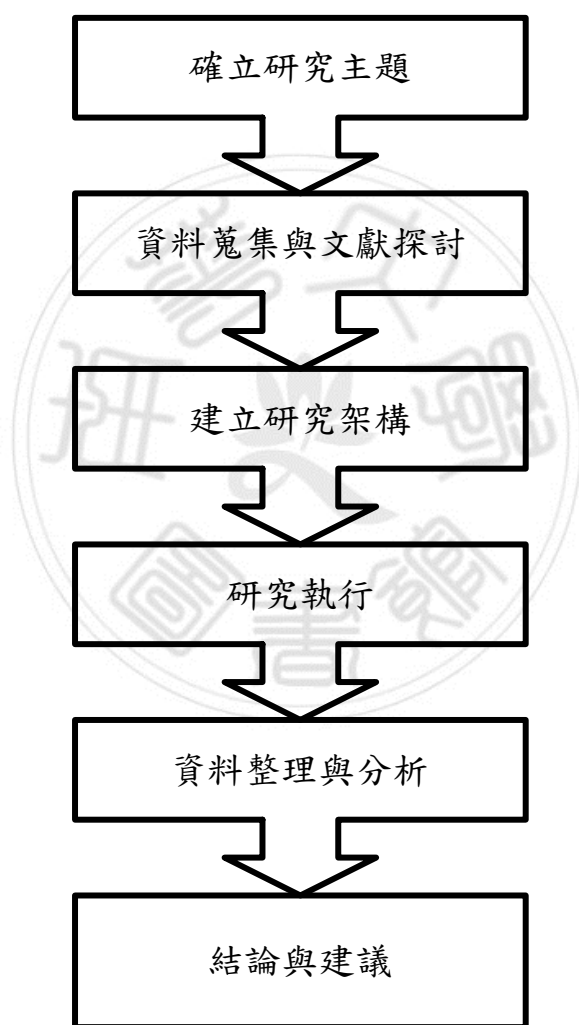 確立研究主題
資料蒐集與文獻探討
建立研究架構
研究執行
資料整理與分析
結論與建議